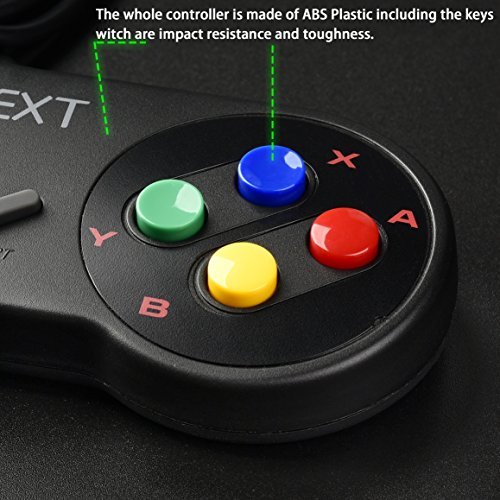 The whole controller is made of ABS Plastic including the keys
witch are impact resistance and toughness.
EXT
X
A
Y
B